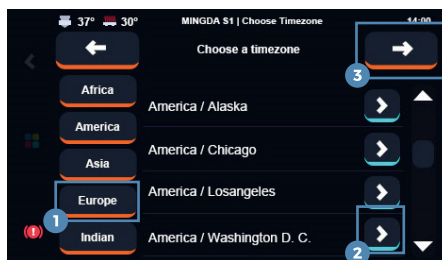 37° 30° MINGDA S1 | Choose Timezone 14:00
Choose a timezone
3
Africa
America / Alaska
America
America / Chicago
Asia
America / Losangeles
Europe
1
Indian
America / Washington D. C.
2